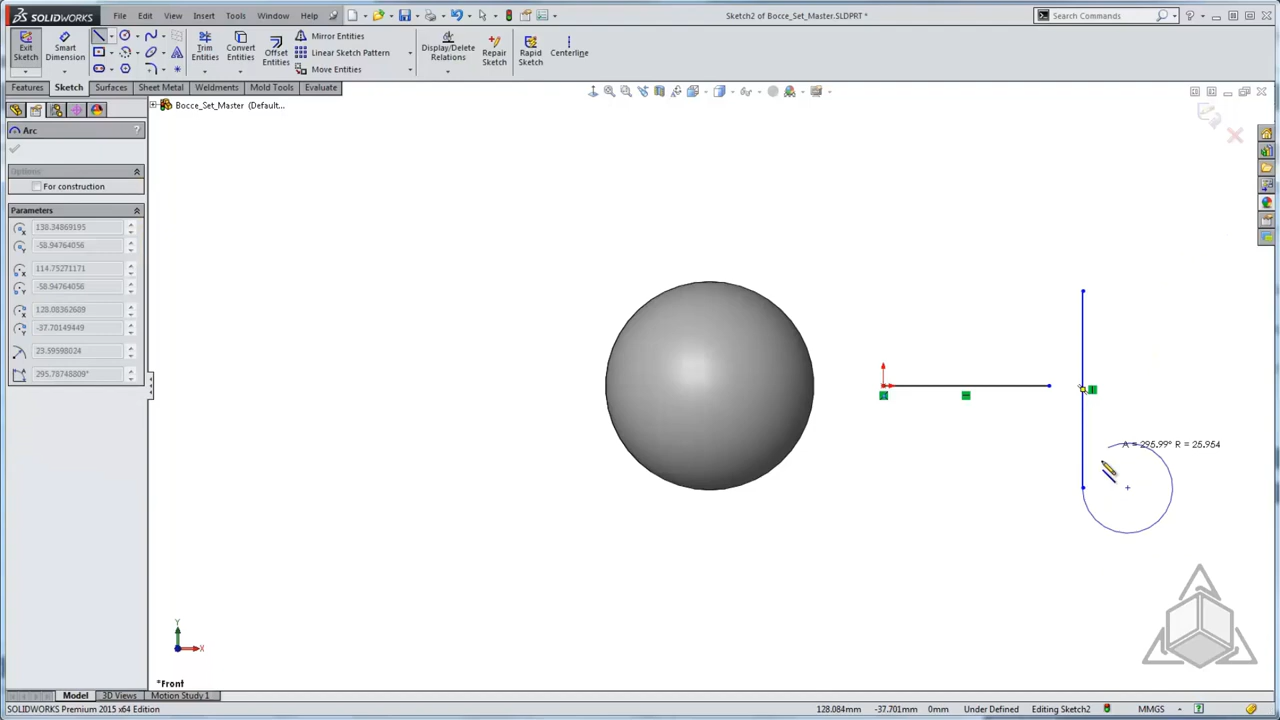 SOLIDWORKS
File Edit View Insert Tools Window Help
Sketch2 of Bocce_Set_Master.SLDPRT *
Search Commands
Exit Sketch
Smart Dimension
Trim Entities
Convert Entities
Offset Entities
Mirror Entities
Linear Sketch Pattern
Move Entities
Display/Delete Relations
Repair Sketch
Rapid Sketch
Centerline
Features Sketch Surfaces Sheet Metal Weldments Mold Tools Evaluate
Bocce_Set_Master (Default...
Arc ?
Options
For construction
Parameters
138.34869195
-58.94764056
114.75271171
-58.94764056
128.08362689
-37.70149449
23.59598024
295.78748809°
A = 295.99° R = 25.954
Y
X
*Front
Model 3D Views Motion Study 1
SOLIDWORKS Premium 2015 x64 Edition
128.084mm -37.701mm 0mm Under Defined Editing Sketch2 MMGS